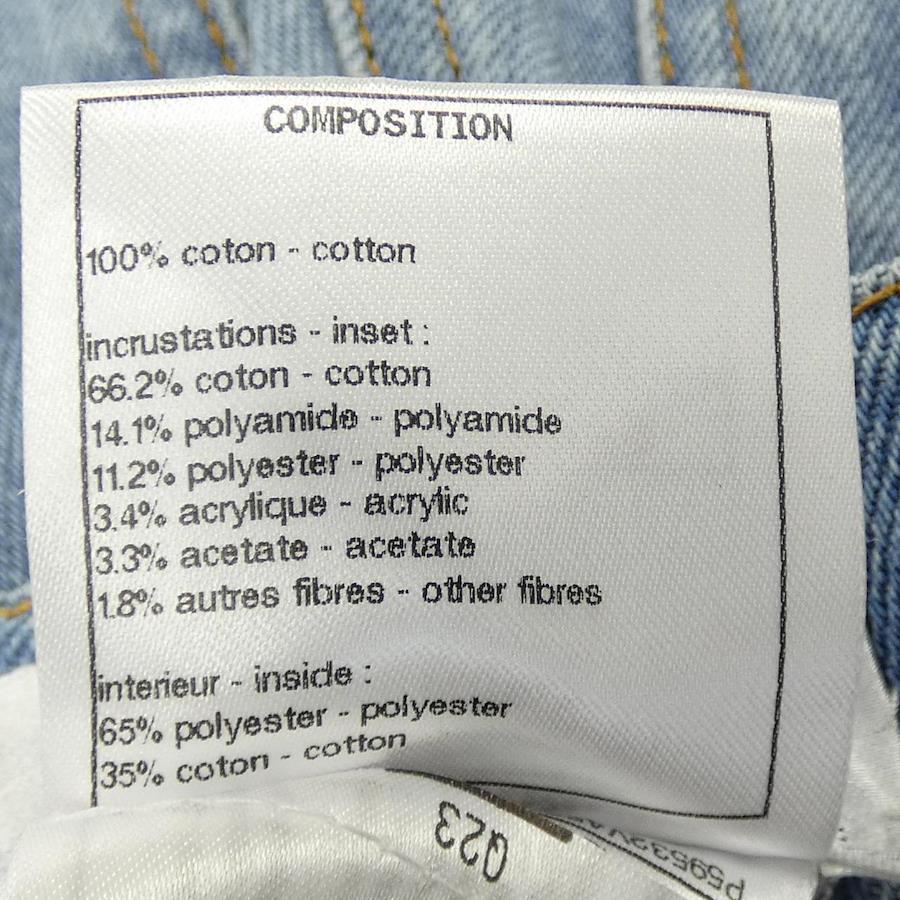 COMPOSITION
100% coton - cotton
incrustations - inset :
66.2% coton - cotton
14.1% polyamide - polyamide
11.2% polyester - polyester
3.4% acrylique - acrylic
3.3% acetate - acetate
1.8% autres fibres - other fibres
interieur - inside :
65% polyester - polyester
35% coton - cotton
Q23